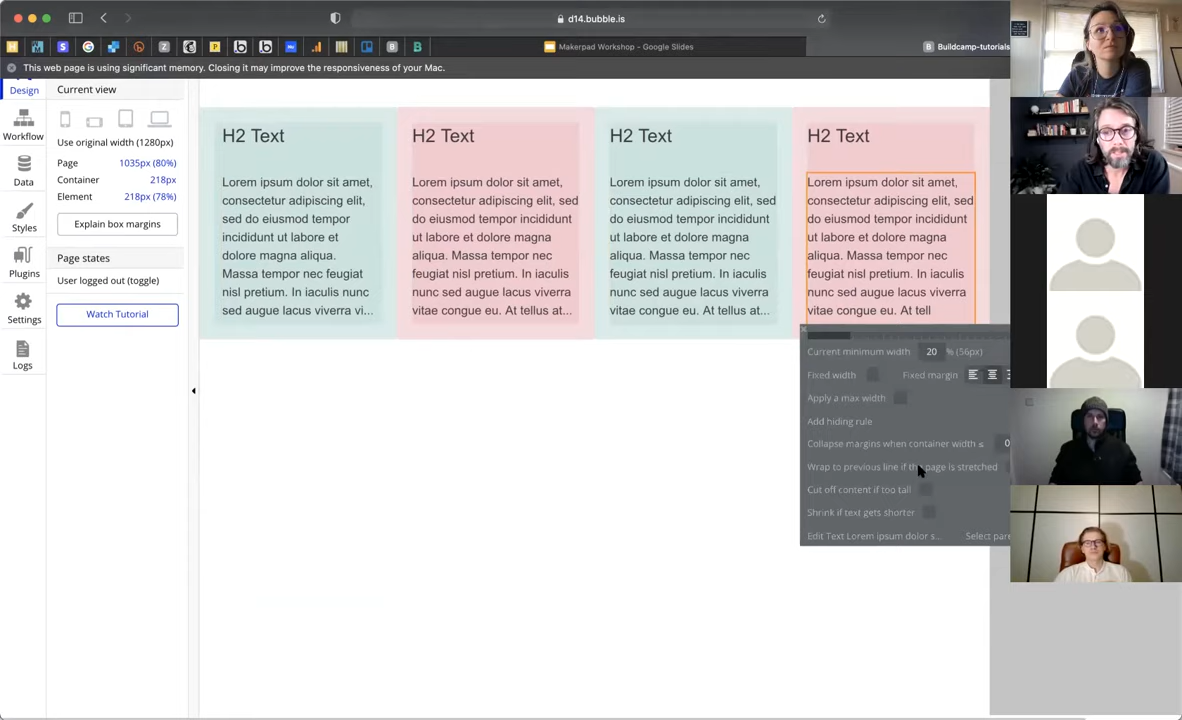 d14.bubble.is
Makerpad Workshop - Google Slides
Buildcamp-tutorials
This web page is using significant memory. Closing it may improve the responsiveness of your Mac.
Design
Workflow
Data
Styles
Plugins
Settings
Logs
Current view
Use original width (1280px)
Page 1035px (80%)
Container 218px
Element 218px (78%)
Explain box margins
Page states
User logged out (toggle)
Watch Tutorial
H2 Text
Lorem ipsum dolor sit amet,
consectetur adipiscing elit,
sed do eiusmod tempor
incididunt ut labore et
dolore magna aliqua.
Massa tempor nec feugiat
nisl pretium. In iaculis nunc
sed augue lacus viverra vi...
H2 Text
Lorem ipsum dolor sit amet,
consectetur adipiscing elit,
sed do eiusmod tempor incididunt
ut labore et dolore magna
aliqua. Massa tempor nec
feugiat nisl pretium. In iaculis
nunc sed augue lacus viverra
vitae congue eu. At tellus at...
H2 Text
Lorem ipsum dolor sit amet,
consectetur adipiscing elit, sed
do eiusmod tempor incididunt
ut labore et dolore magna
aliqua. Massa tempor nec
feugiat nisl pretium. In iaculis
nunc sed augue lacus viverra
vitae congue eu. At tellus at...
H2 Text
Lorem ipsum dolor sit amet,
consectetur adipiscing elit, sed
do eiusmod tempor incididunt
ut labore et dolore magna
aliqua. Massa tempor nec
feugiat nisl pretium. In iaculis
nunc sed augue lacus viverra
vitae congue eu. At tell
Current minimum width 20 % (56px)
Fixed width Fixed margin
Apply a max width
Add hiding rule
Collapse margins when container width ≤ 0
Wrap to previous line if the page is stretched
Cut off content if too tall
Shrink if text gets shorter
Edit Text Lorem ipsum dolor s... Select pare